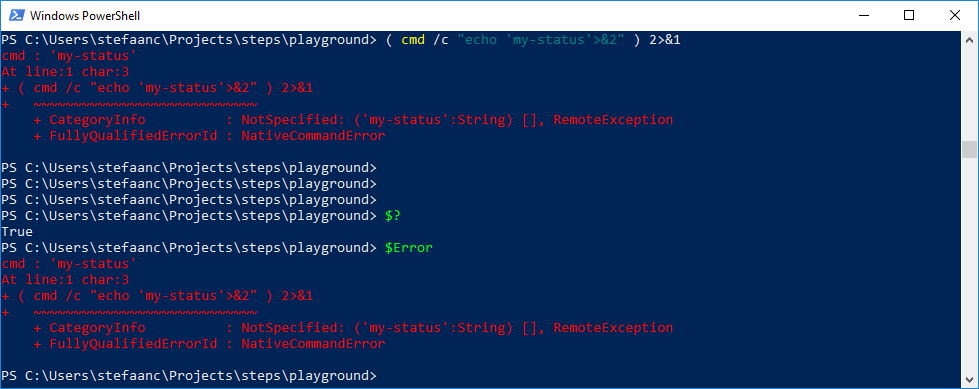 Windows PowerShell
PS C:\Users\stefaanc\Projects\steps\playground> ( cmd /c "echo 'my-status'>&2" ) 2>&1
cmd : 'my-status'
At line:1 char:3
+ ( cmd /c "echo 'my-status'>&2" ) 2>&1
+   ~~~~~~~~~~~~~~~~~~~~~~~~~~~~
    + CategoryInfo          : NotSpecified: ('my-status':String) [], RemoteException
    + FullyQualifiedErrorId : NativeCommandError
PS C:\Users\stefaanc\Projects\steps\playground>
PS C:\Users\stefaanc\Projects\steps\playground>
PS C:\Users\stefaanc\Projects\steps\playground>
PS C:\Users\stefaanc\Projects\steps\playground> $?
True
PS C:\Users\stefaanc\Projects\steps\playground> $Error
cmd : 'my-status'
At line:1 char:3
+ ( cmd /c "echo 'my-status'>&2" ) 2>&1
+   ~~~~~~~~~~~~~~~~~~~~~~~~~~~~
    + CategoryInfo          : NotSpecified: ('my-status':String) [], RemoteException
    + FullyQualifiedErrorId : NativeCommandError
PS C:\Users\stefaanc\Projects\steps\playground>